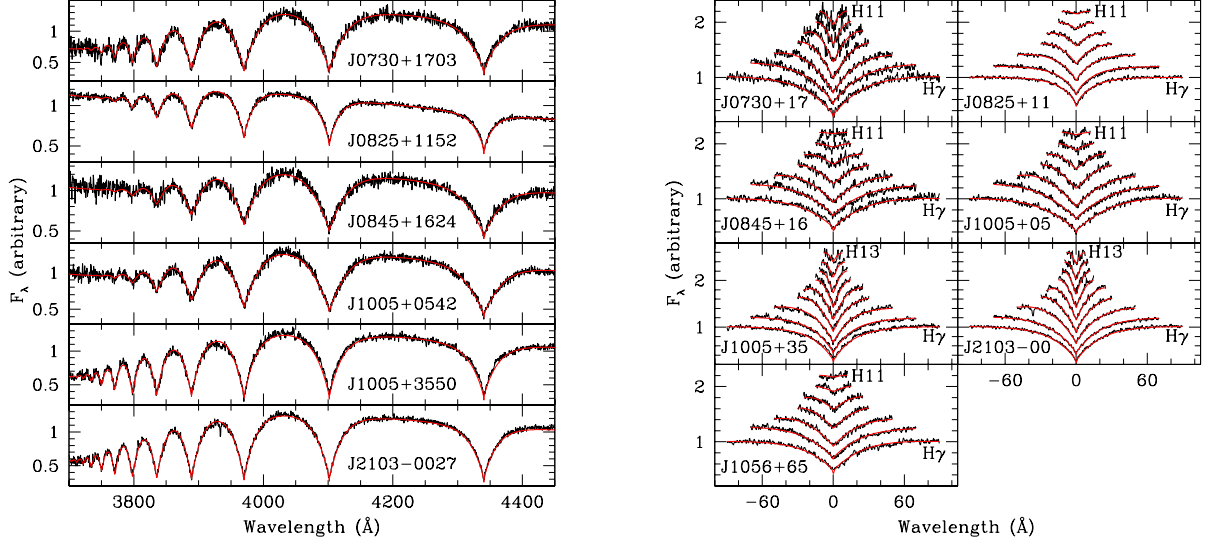 1
0.5
J0730+1703
1
0.5
J0825+1152
1
0.5
J0845+1624
1
0.5
J1005+0542
1
0.5
J1005+3550
1
0.5
J2103−0027
3800
4000
4200
4400
Wavelength (Å)
F_λ (arbitrary)
2
1
H11
Hγ
J0730+17
H11
Hγ
J0825+11
2
1
H11
Hγ
J0845+16
H11
Hγ
J1005+05
2
1
H13
Hγ
J1005+35
H13
Hγ
J2103−00
2
1
H11
Hγ
J1056+65
−60
0
60
−60
0
60
Wavelength (Å)
F_λ (arbitrary)